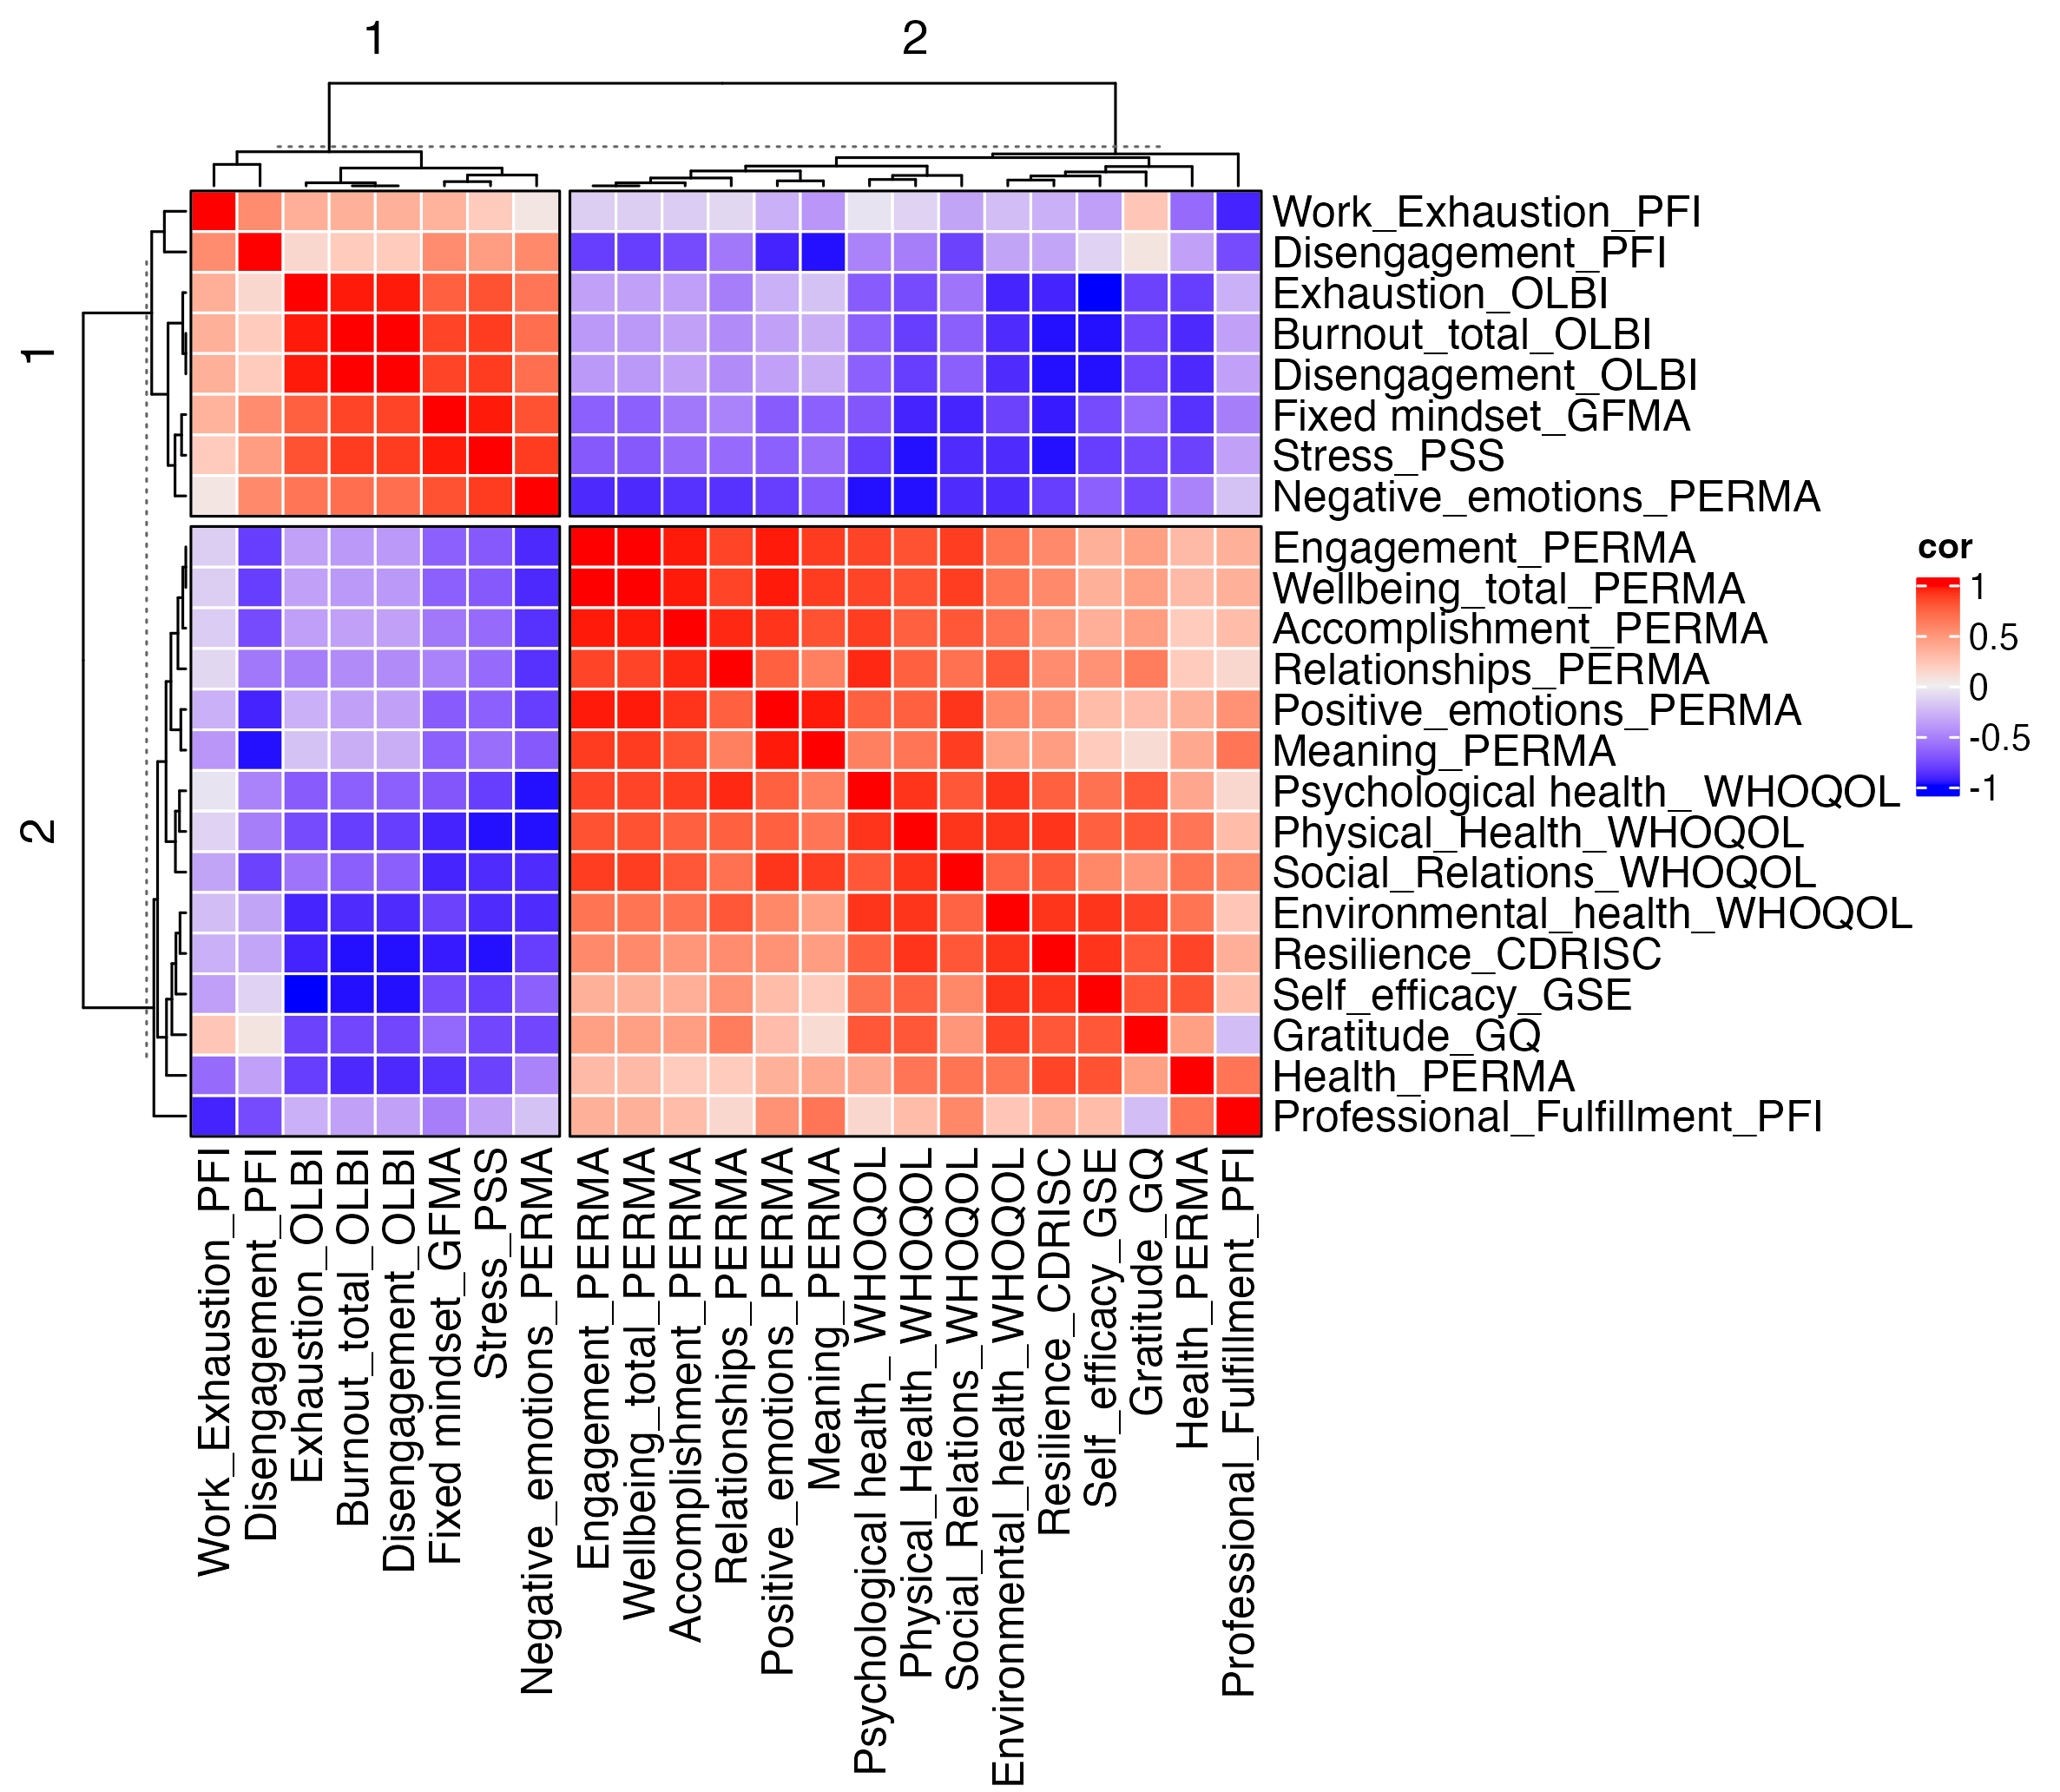 1
2
1
2
Work_Exhaustion_PFI
Disengagement_PFI
Exhaustion_OLBI
Burnout_total_OLBI
Disengagement_OLBI
Fixed mindset_GFMA
Stress_PSS
Negative_emotions_PERMA
Engagement_PERMA
Wellbeing_total_PERMA
Accomplishment_PERMA
Relationships_PERMA
Positive_emotions_PERMA
Meaning_PERMA
Psychological health_ WHOQOL
Physical_Health_WHOQOL
Social_Relations_WHOQOL
Environmental_health_WHOQOL
Resilience_CDRISC
Self_efficacy_GSE
Gratitude_GQ
Health_PERMA
Professional_Fulfillment_PFI
cor
1
0.5
0
-0.5
-1
Work_Exhaustion_PFI
Disengagement_PFI
Exhaustion_OLBI
Burnout_total_OLBI
Disengagement_OLBI
Fixed mindset_GFMA
Stress_PSS
Negative_emotions_PERMA
Engagement_PERMA
Wellbeing_total_PERMA
Accomplishment_PERMA
Relationships_PERMA
Positive_emotions_PERMA
Meaning_PERMA
Psychological health_ WHOQOL
Physical_Health_WHOQOL
Social_Relations_WHOQOL
Environmental_health_WHOQOL
Resilience_CDRISC
Self_efficacy_GSE
Gratitude_GQ
Health_PERMA
Professional_Fulfillment_PFI